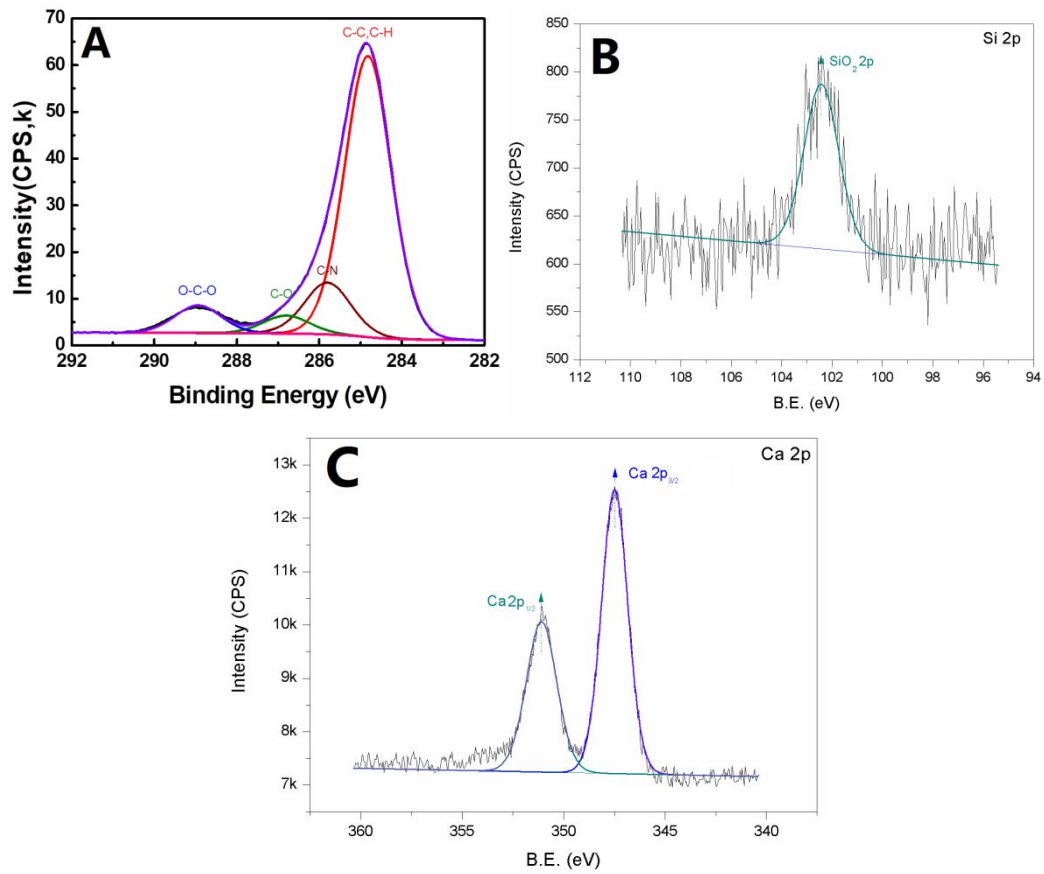 A
C-C,C-H
O-C-O
C-O
C-N
Intensity(CPS,k)
70
60
50
40
30
20
10
0
292 290 288 286 284 282
Binding Energy (eV)
B
Si 2p
SiO2 2p
Intensity (CPS)
850
800
750
700
650
600
550
500
112 110 108 106 104 102 100 98 96 94
B.E. (eV)
C
Ca 2p
Ca 2p3/2
Ca 2p1/2
Intensity (CPS)
13k
12k
11k
10k
9k
8k
7k
360 355 350 345 340
B.E. (eV)